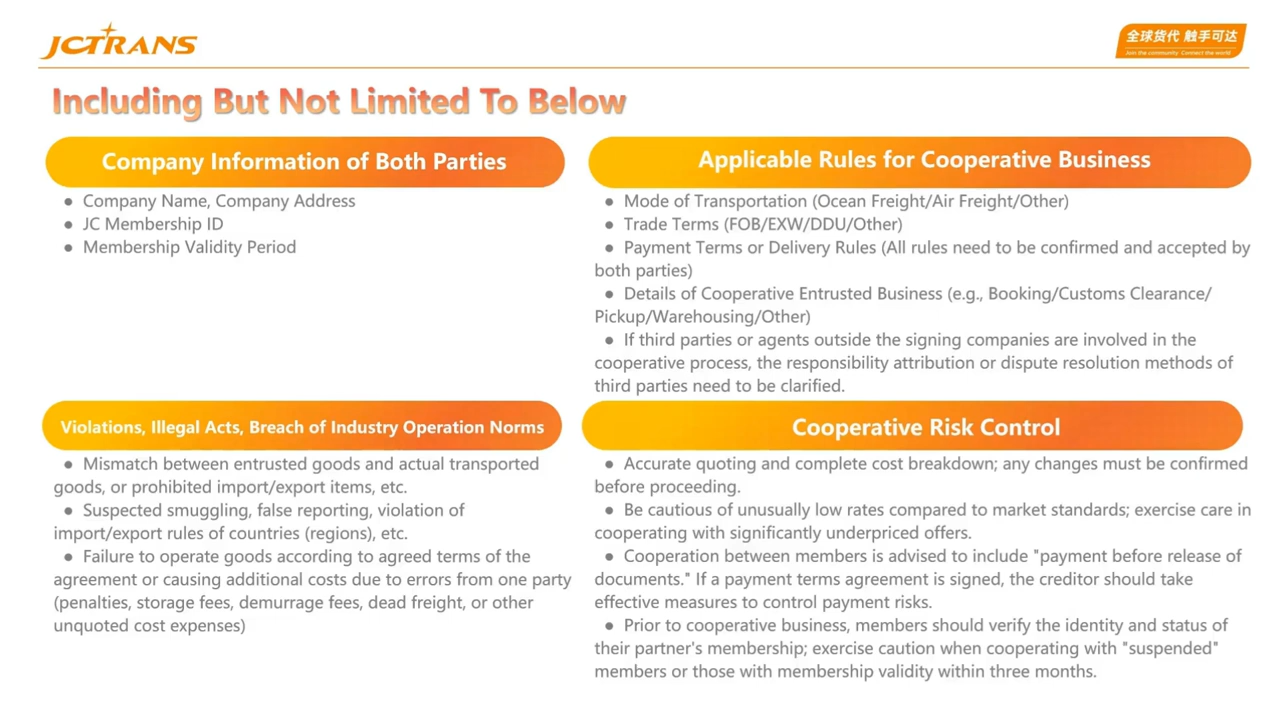 JCTRANS
全球货代 触手可达
Join the community Connect the world
Including But Not Limited To Below
Company Information of Both Parties
● Company Name, Company Address
● JC Membership ID
● Membership Validity Period
Applicable Rules for Cooperative Business
● Mode of Transportation (Ocean Freight/Air Freight/Other)
● Trade Terms (FOB/EXW/DDU/Other)
● Payment Terms or Delivery Rules (All rules need to be confirmed and accepted by
both parties)
● Details of Cooperative Entrusted Business (e.g., Booking/Customs Clearance/
Pickup/Warehousing/Other)
● If third parties or agents outside the signing companies are involved in the
cooperative process, the responsibility attribution or dispute resolution methods of
third parties need to be clarified.
Violations, Illegal Acts, Breach of Industry Operation Norms
● Mismatch between entrusted goods and actual transported
goods, or prohibited import/export items, etc.
● Suspected smuggling, false reporting, violation of
import/export rules of countries (regions), etc.
● Failure to operate goods according to agreed terms of the
agreement or causing additional costs due to errors from one party
(penalties, storage fees, demurrage fees, dead freight, or other
unquoted cost expenses)
Cooperative Risk Control
● Accurate quoting and complete cost breakdown; any changes must be confirmed
before proceeding.
● Be cautious of unusually low rates compared to market standards; exercise care in
cooperating with significantly underpriced offers.
● Cooperation between members is advised to include "payment before release of
documents." If a payment terms agreement is signed, the creditor should take
effective measures to control payment risks.
● Prior to cooperative business, members should verify the identity and status of
their partner's membership; exercise caution when cooperating with "suspended"
members or those with membership validity within three months.